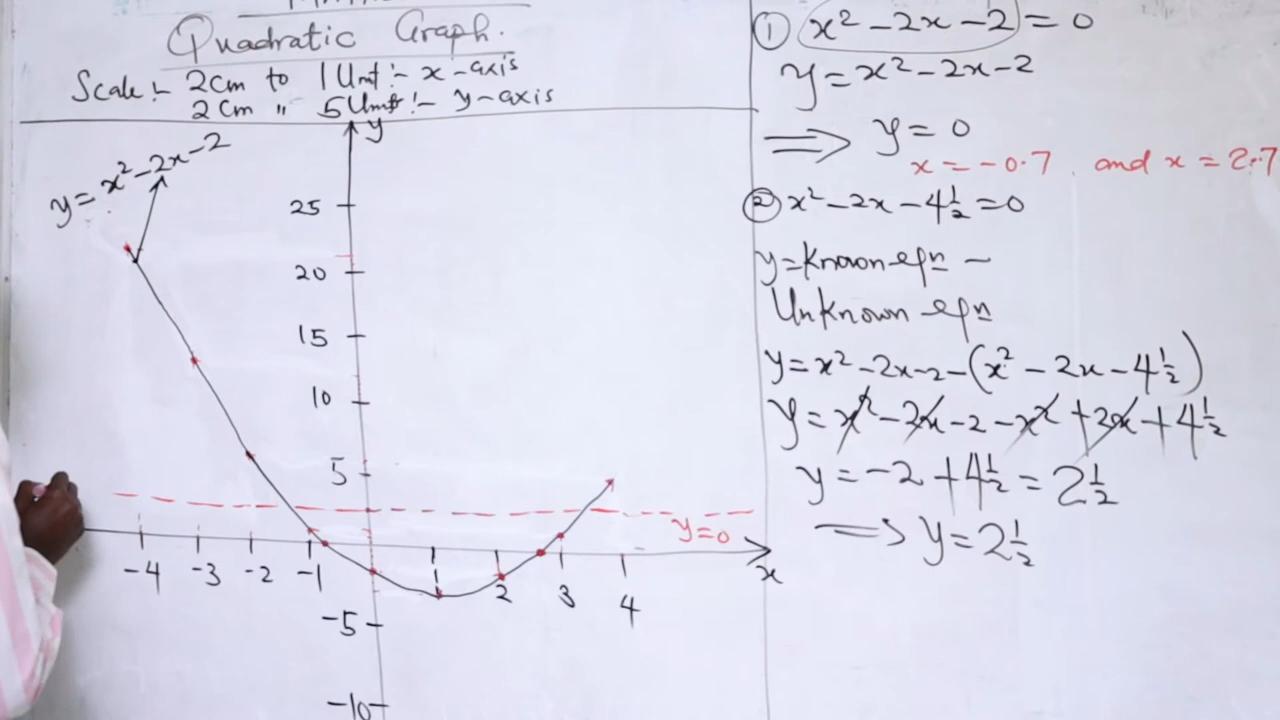 Quadratic Graph.
Scale:- 2cm to 1 Unit:- x-axis
2cm " 5 Units:- y-axis
y
y = x² - 2x - 2
25
20
15
10
5
y=0
-4 -3 -2 -1 1 2 3 4
x
-5
-10
① x² - 2x - 2 = 0
y = x² - 2x - 2
⇒ y = 0
x = -0.7 and x = 2.7
② x² - 2x - 4½ = 0
y = Known eqn -
Unknown eqn
y = x² - 2x - 2 - (x² - 2x - 4½)
y = x² - 2x - 2 - x² + 2x + 4½
y = -2 + 4½ = 2½
⇒ y = 2½